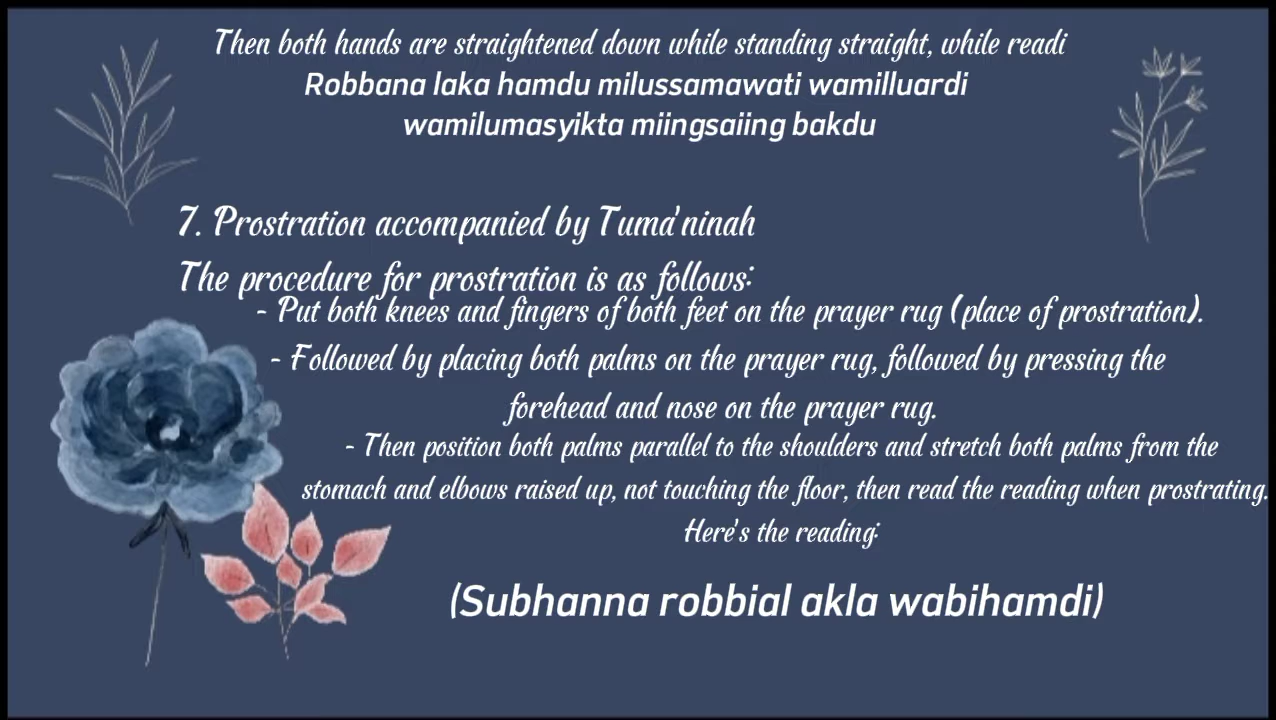 Then both hands are straightened down while standing straight, while readi
Robbana laka hamdu milussamawati wamilluardi
wamilumasyikta miingsaiing bakdu
7. Prostration accompanied by Tuma'ninah
The procedure for prostration is as follows:
- Put both knees and fingers of both feet on the prayer rug (place of prostration).
- Followed by placing both palms on the prayer rug, followed by pressing the
forehead and nose on the prayer rug.
- Then position both palms parallel to the shoulders and stretch both palms from the
stomach and elbows raised up, not touching the floor, then read the reading when prostrating.
Here's the reading:
(Subhanna robbial akla wabihamdi)